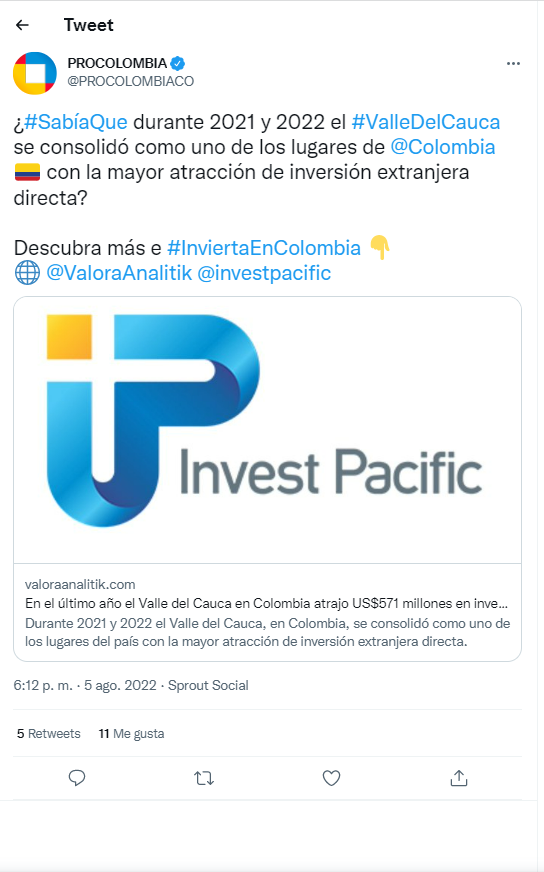 Tweet
PROCOLOMBIA
@PROCOLOMBIACO
¿#SabíaQue durante 2021 y 2022 el #ValleDelCauca
se consolidó como uno de los lugares de @Colombia
🇨🇴 con la mayor atracción de inversión extranjera
directa?
Descubra más e #InviertaEnColombia 👇
🌐 @ValoraAnalitik @investpacific
Invest Pacific
valoraanalitik.com
En el último año el Valle del Cauca en Colombia atrajo US$571 millones en inve...
Durante 2021 y 2022 el Valle del Cauca, en Colombia, se consolidó como uno de
los lugares del país con la mayor atracción de inversión extranjera directa.
6:12 p. m. · 5 ago. 2022 · Sprout Social
5 Retweets 11 Me gusta